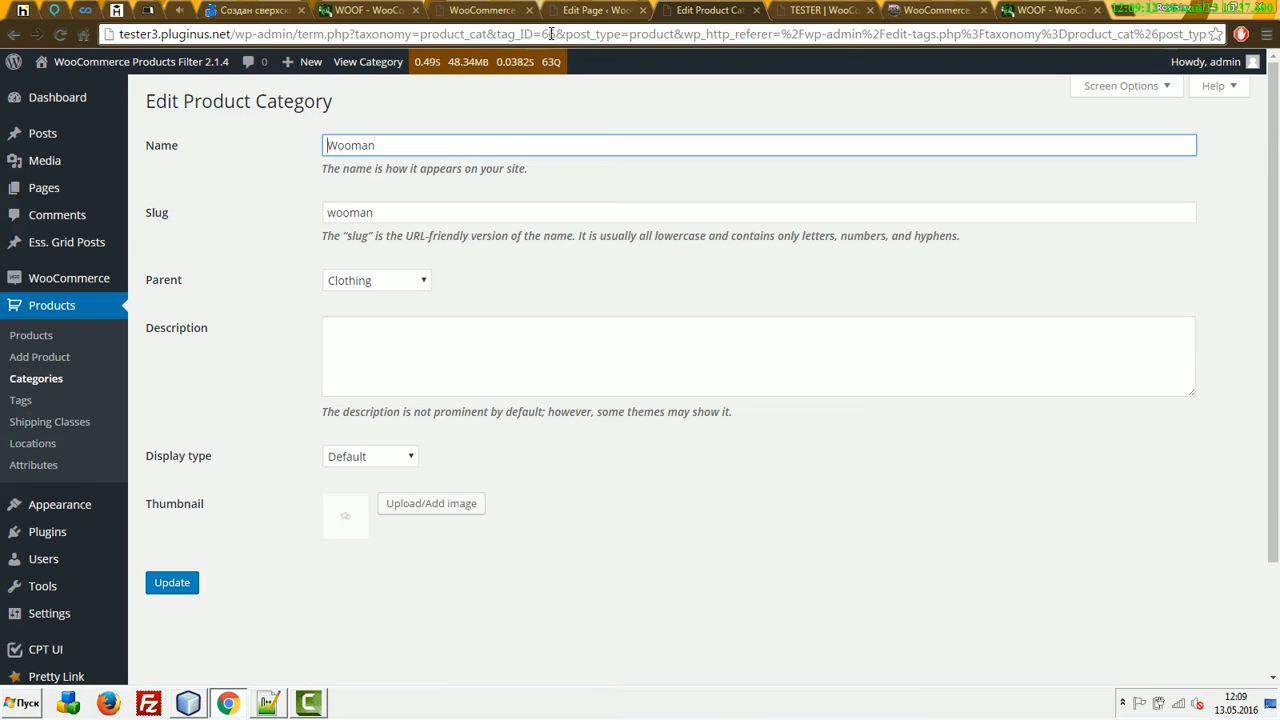 Создан сверхск
WOOF - WooCo
WooCommerce
Edit Page ‹ Woo
Edit Product Cat
TESTER | WooC
WooCommerce
WOOF - WooCo
tester3.pluginus.net/wp-admin/term.php?taxonomy=product_cat&tag_ID=6
&post_type=product&wp_http_referer=%2Fwp-admin%2Fedit-tags.php%3Ftaxonomy%3Dproduct_cat%26post_typ
WooCommerce Products Filter 2.1.4
0
New
View Category
0.49S 48.34MB 0.0382S 63Q
Howdy, admin
Dashboard
Posts
Media
Pages
Comments
Ess. Grid Posts
WooCommerce
Products
Products
Add Product
Categories
Tags
Shipping Classes
Locations
Attributes
Appearance
Plugins
Users
Tools
Settings
CPT UI
Pretty Link
Screen Options
Help
Edit Product Category
Name
Wooman
The name is how it appears on your site.
Slug
wooman
The “slug” is the URL-friendly version of the name. It is usually all lowercase and contains only letters, numbers, and hyphens.
Parent
Clothing
Description
The description is not prominent by default; however, some themes may show it.
Display type
Default
Thumbnail
Upload/Add image
Update
Пуск
12:09
13.05.2016